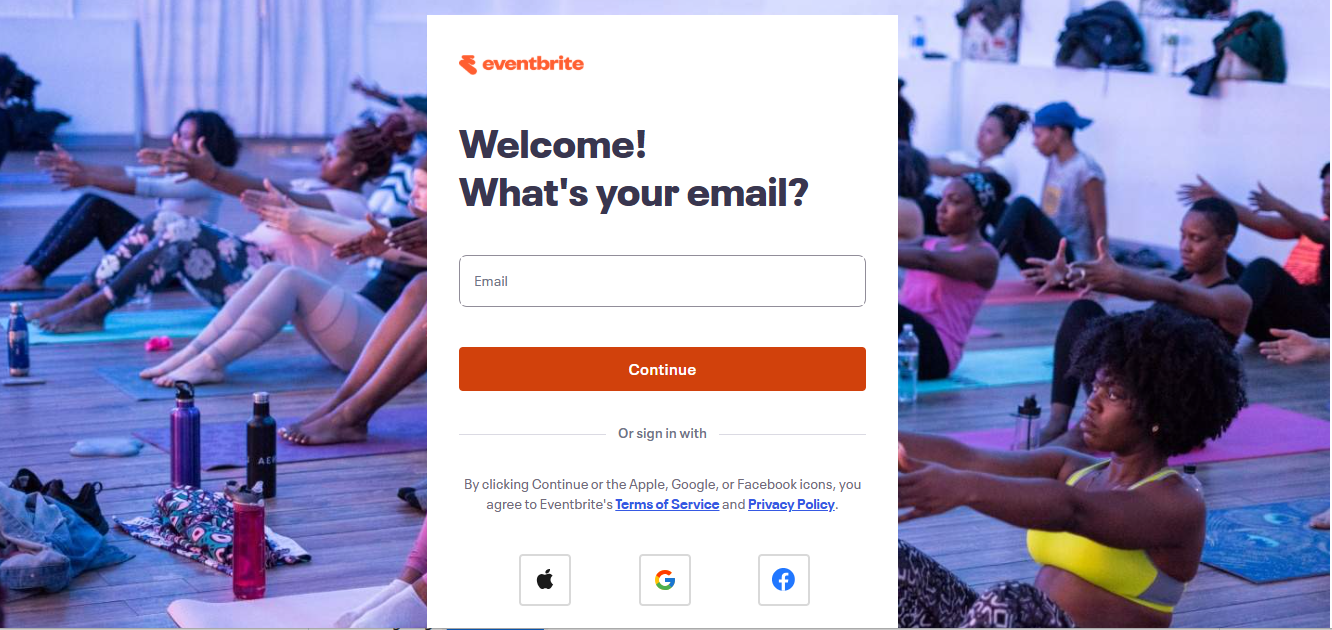 eventbrite
Welcome!
What's your email?
Email
Continue
Or sign in with
By clicking Continue or the Apple, Google, or Facebook icons, you
agree to Eventbrite's Terms of Service and Privacy Policy.